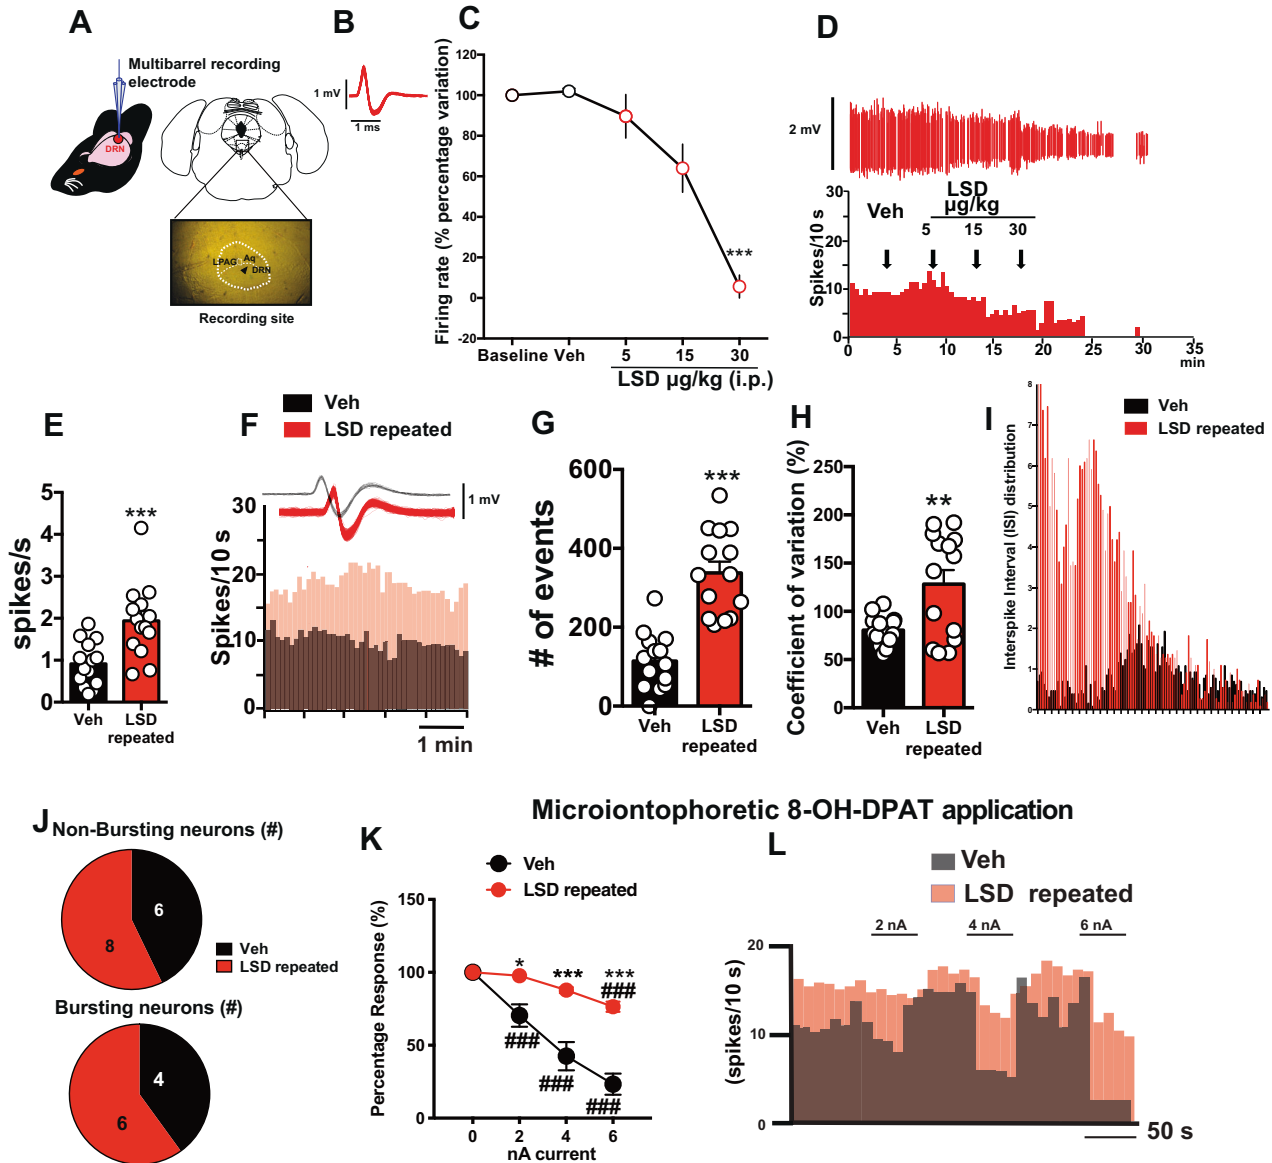 A
Multibarrel recording
electrode
DRN
LPAG
Aq
DRN
Recording site
B
1 mV
1 ms
C
Firing rate (% percentage variation)
120
100
80
60
40
20
0
-20
***
Baseline Veh 5 15 30
LSD µg/kg (i.p.)
D
2 mV
Spikes/10 s
30
20
10
0
Veh
LSD
µg/kg
5 15 30
0 5 10 15 20 25 30 35
min
E
spikes/s
5
4
3
2
1
0
***
Veh LSD
repeated
F
Veh
LSD repeated
1 mV
Spikes/10 s
30
20
10
0
1 min
G
# of events
600
400
200
0
***
Veh LSD
repeated
H
Coefficient of variation (%)
250
200
150
100
50
0
**
Veh LSD
repeated
I
Veh
LSD repeated
Interspike Interval (ISI) distribution
8
7
6
5
4
3
2
1
0
J
Non-Bursting neurons (#)
6
8
Veh
LSD repeated
Bursting neurons (#)
4
6
Microiontophoretic 8-OH-DPAT application
K
Veh
LSD repeated
Percentage Response (%)
150
100
50
0
* *** ***
###
###
###
###
0 2 4 6
nA current
L
Veh
LSD repeated
2 nA 4 nA 6 nA
(spikes/10 s)
20
10
0
50 s